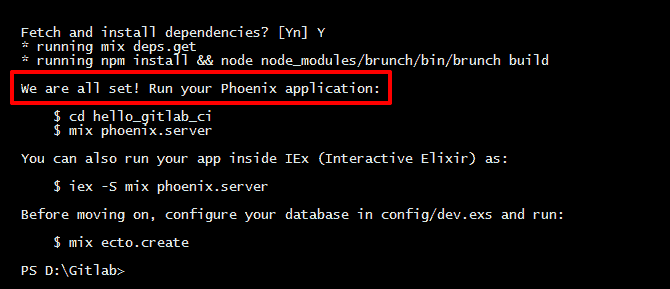 Fetch and install dependencies? [Yn] Y
* running mix deps.get
* running npm install && node node_modules/brunch/bin/brunch build
We are all set! Run your Phoenix application:
$ cd hello_gitlab_ci
$ mix phoenix.server
You can also run your app inside IEx (Interactive Elixir) as:
$ iex -S mix phoenix.server
Before moving on, configure your database in config/dev.exs and run:
$ mix ecto.create
PS D:\Gitlab>